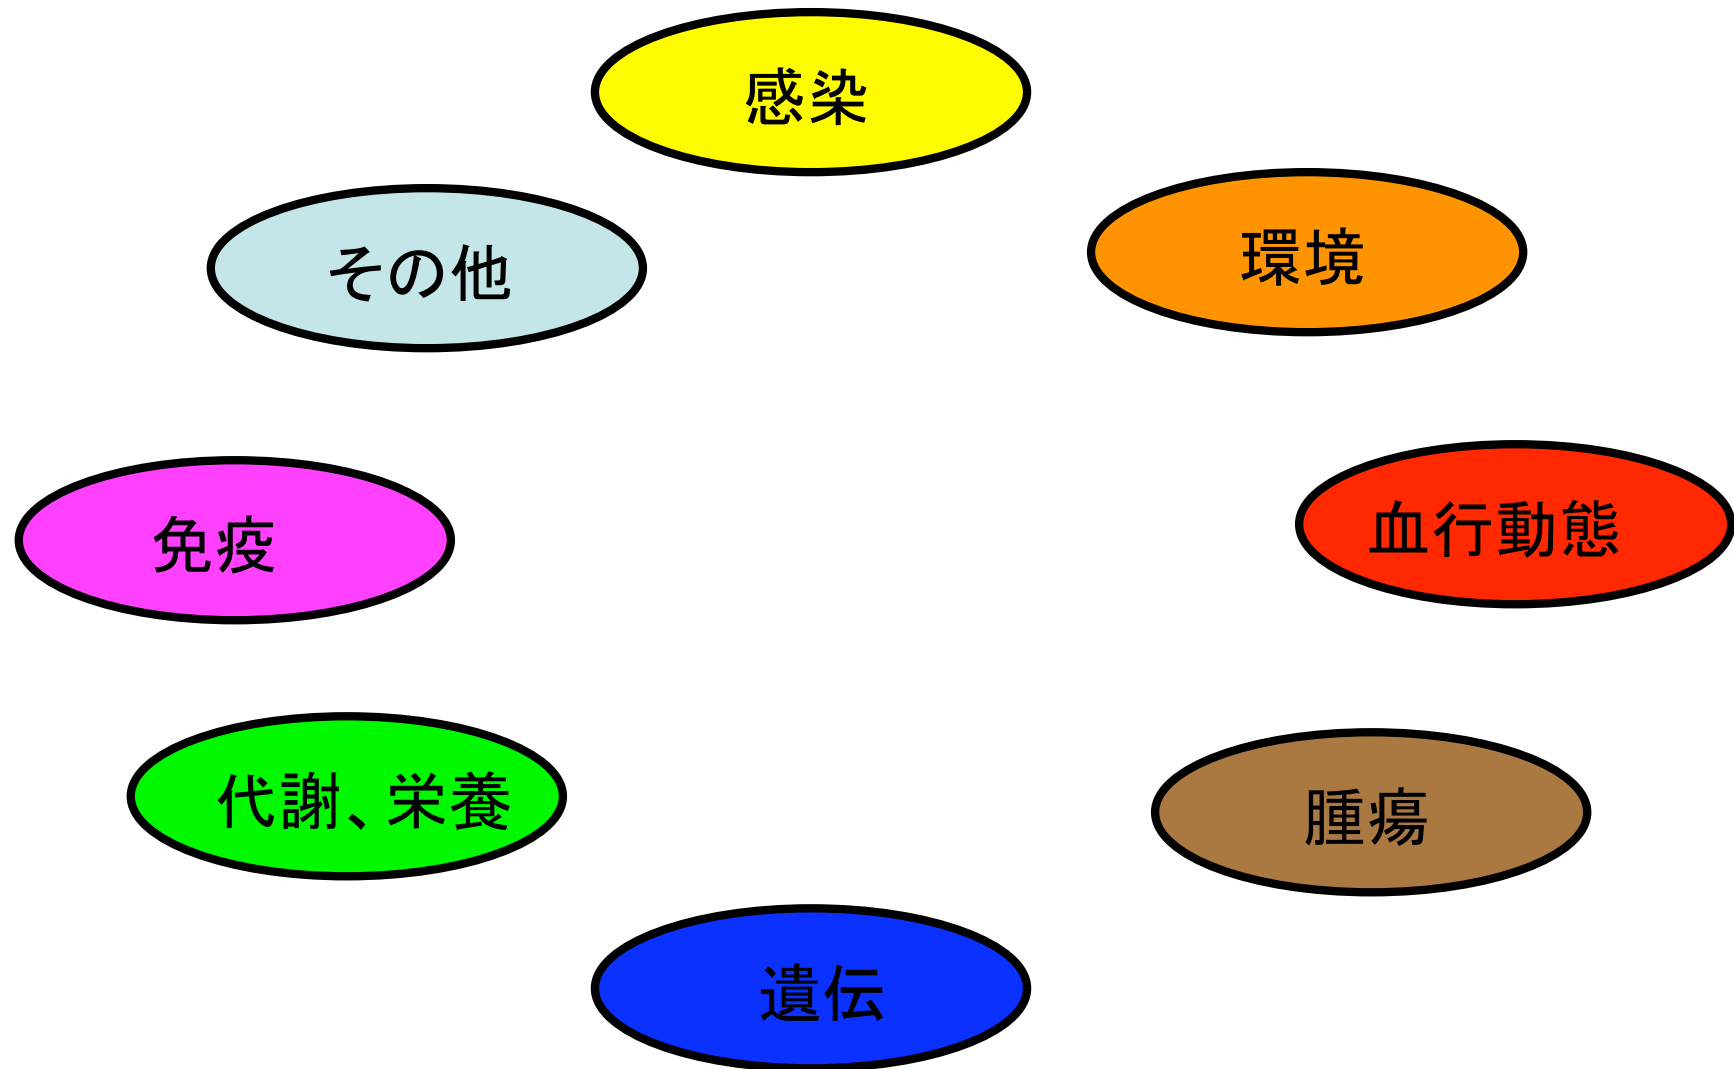 感染
環境
その他
血行動態
免疫
代謝、栄養
腫瘍
遺伝